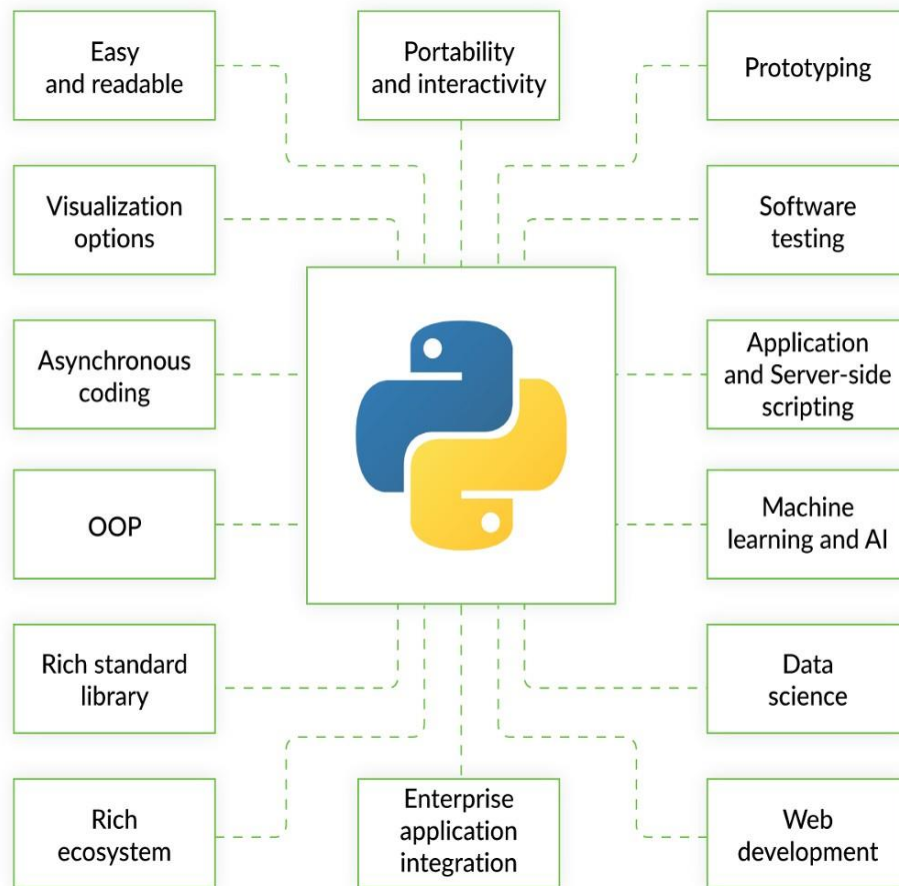 Easy
and readable
Portability
and interactivity
Prototyping
Visualization
options
Software
testing
Asynchronous
coding
Application
and Server-side
scripting
OOP
Machine
learning and AI
Rich standard
library
Data
science
Rich
ecosystem
Enterprise
application
integration
Web
development